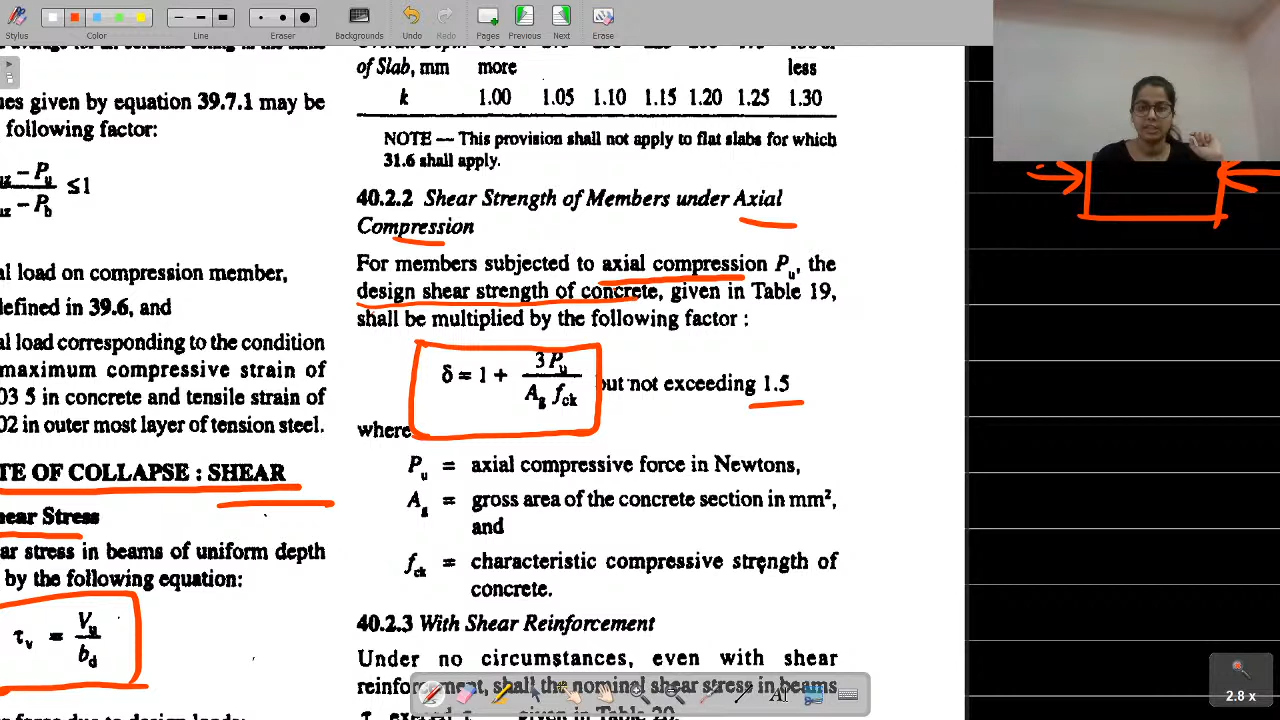 Stylus
Color
Line
Eraser
Background
Undo
Redo
Pages
Previous
Next
Erase
ues given by equation 39.7.1 may be
following factor:
− Pu
≤1
− Pb
al load on compression member,
defined in 39.6, and
al load corresponding to the condition
maximum compressive strain of
03 5 in concrete and tensile strain of
02 in outer most layer of tension steel.
TE OF COLLAPSE : SHEAR
hear Stress
ar stress in beams of uniform depth
by the following equation:
τv = Vu
bd
of Slab, mm more less
k 1.00 1.05 1.10 1.15 1.20 1.25 1.30
NOTE — This provision shall not apply to flat slabs for which
31.6 shall apply.
40.2.2 Shear Strength of Members under Axial
Compression
For members subjected to axial compression Pu, the
design shear strength of concrete, given in Table 19,
shall be multiplied by the following factor :
δ = 1 + 3 Pu / Ag fck but not exceeding 1.5
where
Pu = axial compressive force in Newtons,
Ag = gross area of the concrete section in mm²,
and
fck = characteristic compressive strength of
concrete.
40.2.3 With Shear Reinforcement
Under no circumstances, even with shear
reinforcement, shall the nominal shear stress in beams
given in Table 20.
2.8 x